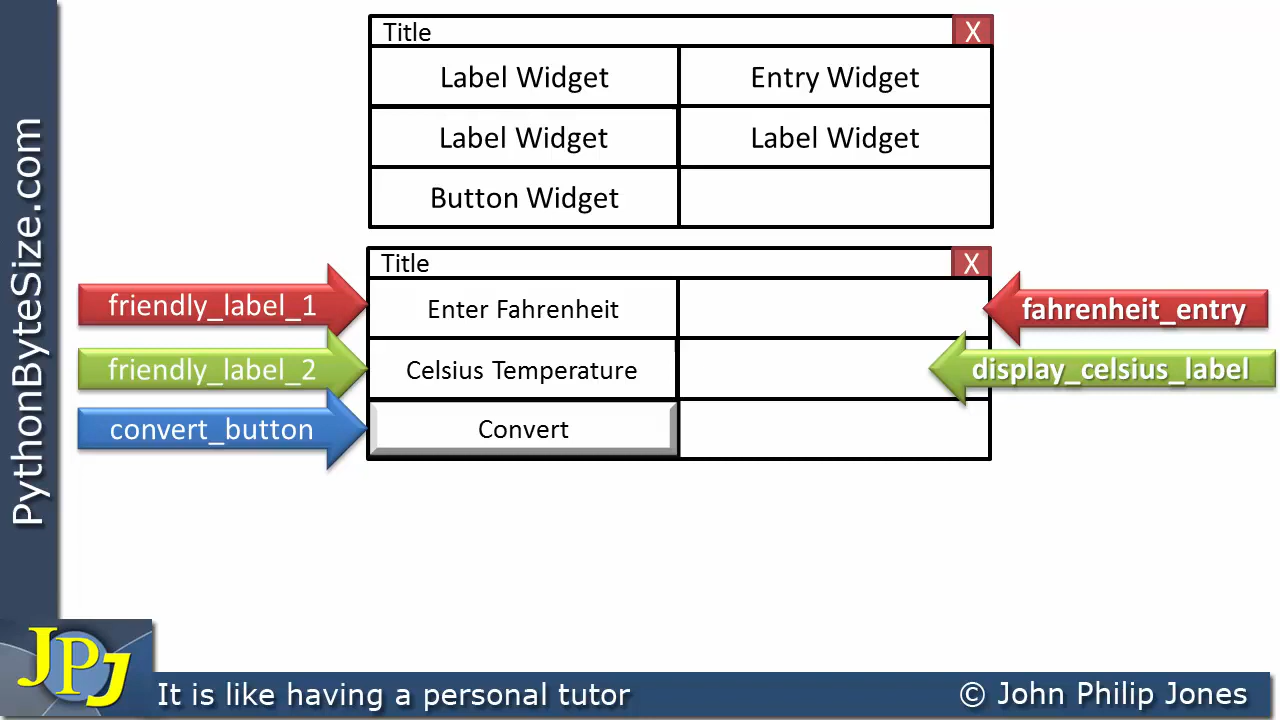 PythonByteSize.com
Title X
Label Widget Entry Widget
Label Widget Label Widget
Button Widget
Title X
friendly_label_1 Enter Fahrenheit fahrenheit_entry
friendly_label_2 Celsius Temperature display_celsius_label
convert_button Convert
JPJ It is like having a personal tutor © John Philip Jones